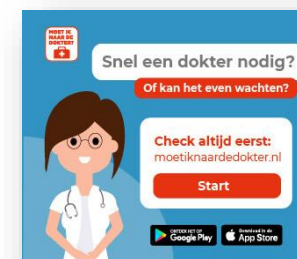 MOET IK
NAAR DE
DOKTER?
Snel een dokter nodig?
Of kan het even wachten?
Check altijd eerst:
moetiknaardedokter.nl
Start
ONTDEK HET OP
Google Play
Download in de
App Store